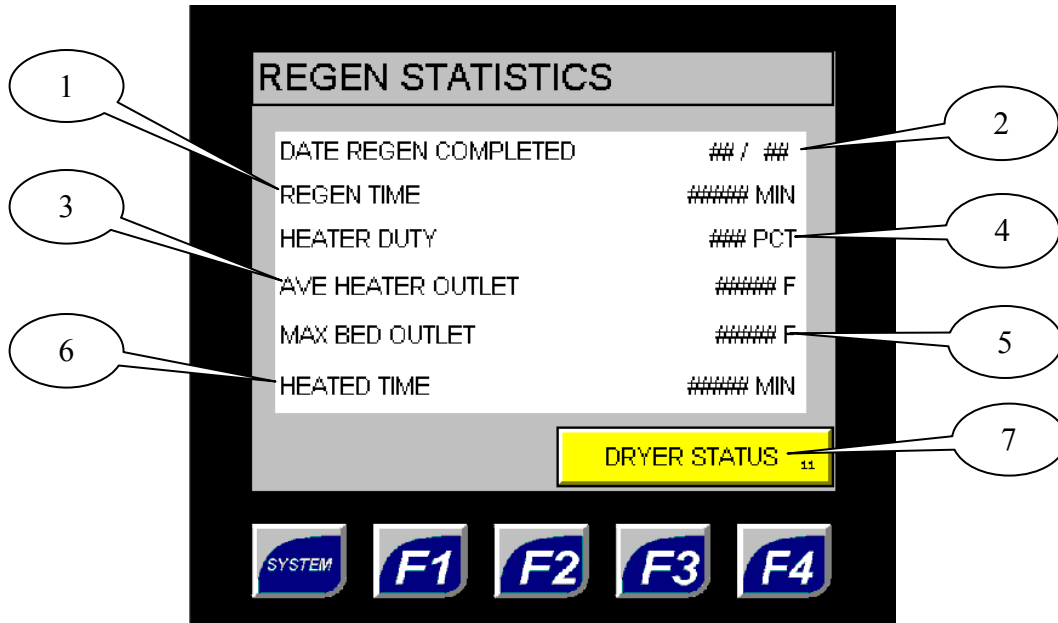 REGEN STATISTICS
1
2
DATE REGEN COMPLETED ## / ##
REGEN TIME ##### MIN
3
4
HEATER DUTY ### PCT
AVE HEATER OUTLET ##### F
MAX BED OUTLET ##### F
5
6
HEATED TIME ##### MIN
7
DRYER STATUS 11
SYSTEM F1 F2 F3 F4